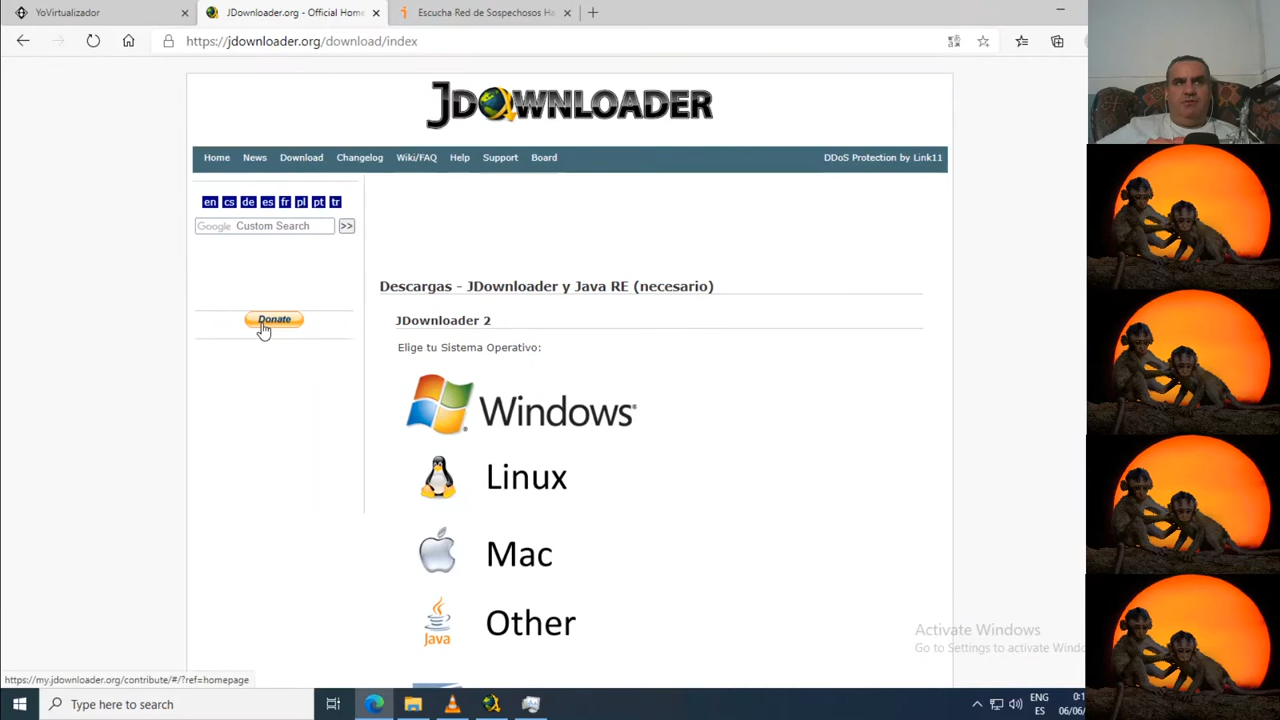 YoVirtualizador
JDownloader.org - Official Home
Escucha Red de Sospechosos Ha
https://jdownloader.org/download/index
JDOWNLOADER
Home News Download Changelog Wiki/FAQ Help Support Board DDoS Protection by Link11
en cs de es fr pl pt tr
Google Custom Search >>
Descargas - JDownloader y Java RE (necesario)
Donate
JDownloader 2
Elige tu Sistema Operativo:
Windows
Linux
Mac
Java Other
Activate Windows
Go to Settings to activate Windo
https://my.jdownloader.org/contribute/#/?ref=homepage
Type here to search
ENG 0:1
ES 06/06/